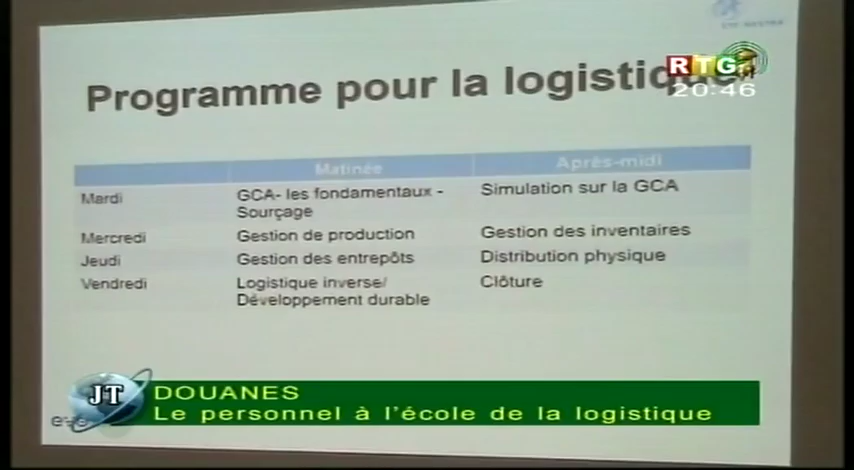 Programme pour la logistique
RTG
20:46
Matinée Après-midi
Mardi GCA- les fondamentaux - Simulation sur la GCA
Sourçage
Mercredi Gestion de production Gestion des inventaires
Jeudi Gestion des entrepôts Distribution physique
Vendredi Logistique inverse/ Clôture
Développement durable
JT DOUANES
Le personnel à l'école de la logistique